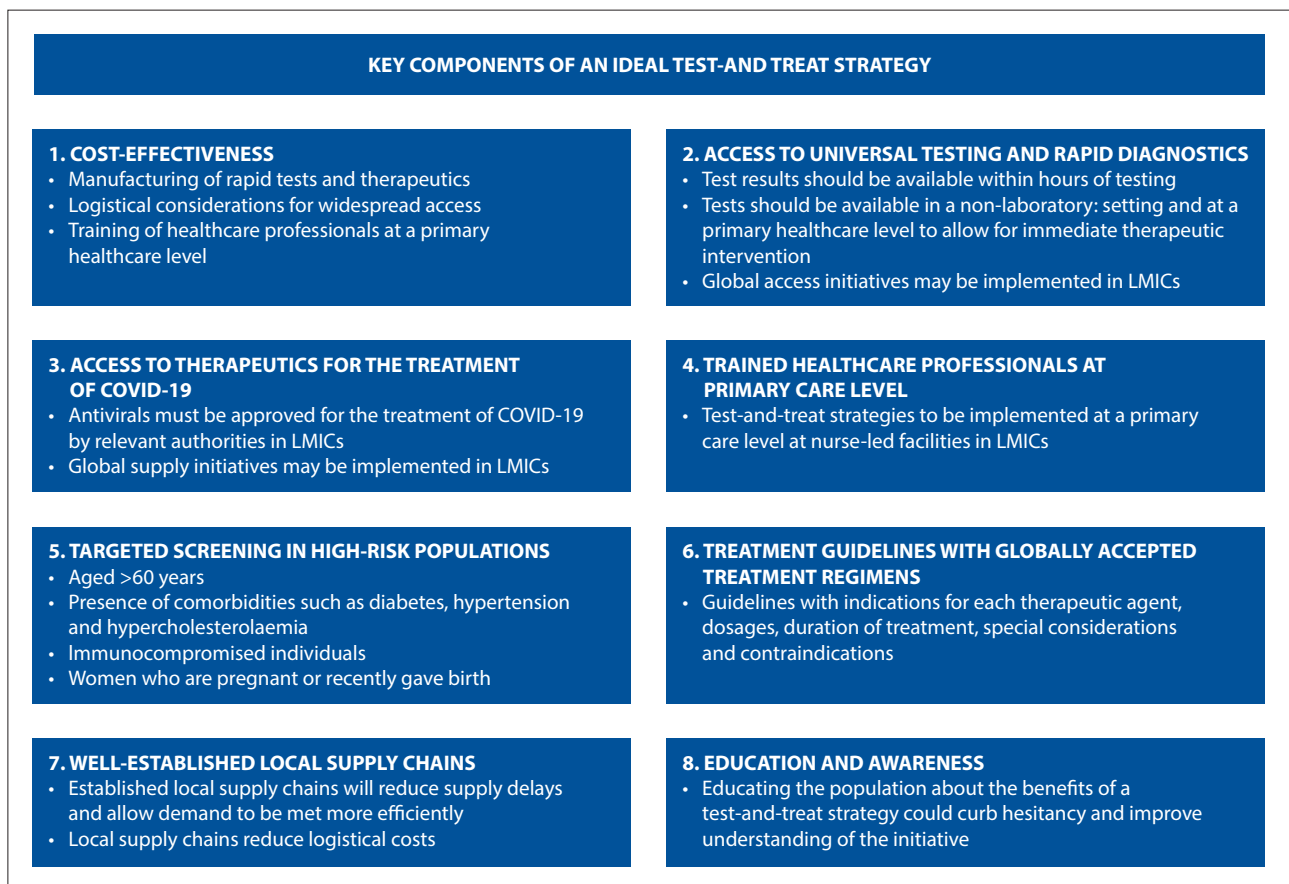 KEY COMPONENTS OF AN IDEAL TEST-AND TREAT STRATEGY
1. COST-EFFECTIVENESS
• Manufacturing of rapid tests and therapeutics
• Logistical considerations for widespread access
• Training of healthcare professionals at a primary
healthcare level
2. ACCESS TO UNIVERSAL TESTING AND RAPID DIAGNOSTICS
• Test results should be available within hours of testing
• Tests should be available in a non-laboratory: setting and at a
primary healthcare level to allow for immediate therapeutic
intervention
• Global access initiatives may be implemented in LMICs
3. ACCESS TO THERAPEUTICS FOR THE TREATMENT
OF COVID-19
• Antivirals must be approved for the treatment of COVID-19
by relevant authorities in LMICs
• Global supply initiatives may be implemented in LMICs
4. TRAINED HEALTHCARE PROFESSIONALS AT
PRIMARY CARE LEVEL
• Test-and-treat strategies to be implemented at a primary
care level at nurse-led facilities in LMICs
5. TARGETED SCREENING IN HIGH-RISK POPULATIONS
• Aged >60 years
• Presence of comorbidities such as diabetes, hypertension
and hypercholesterolaemia
• Immunocompromised individuals
• Women who are pregnant or recently gave birth
6. TREATMENT GUIDELINES WITH GLOBALLY ACCEPTED
TREATMENT REGIMENS
• Guidelines with indications for each therapeutic agent,
dosages, duration of treatment, special considerations
and contraindications
7. WELL-ESTABLISHED LOCAL SUPPLY CHAINS
• Established local supply chains will reduce supply delays
and allow demand to be met more efficiently
• Local supply chains reduce logistical costs
8. EDUCATION AND AWARENESS
• Educating the population about the benefits of a
test-and-treat strategy could curb hesitancy and improve
understanding of the initiative